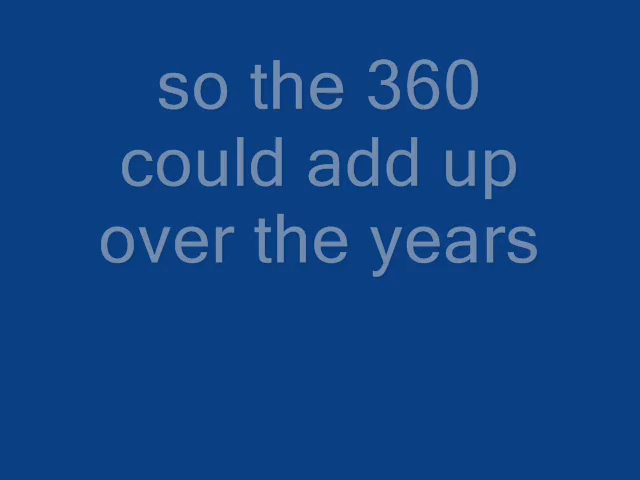 so the 360
could add up
over the years